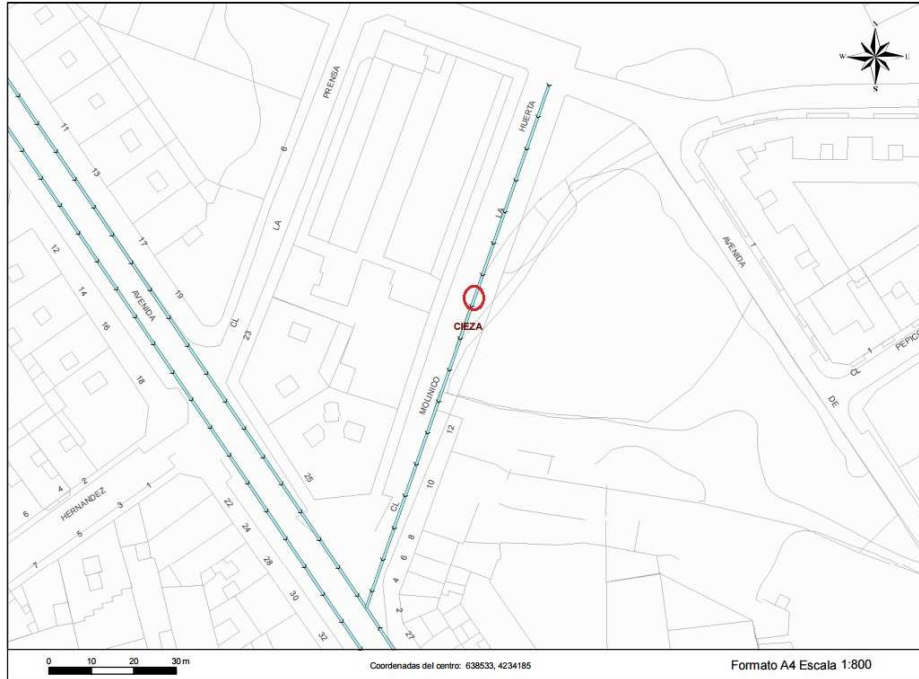 N
W
E
S
PRENSA
6
LA
CL
23
11
13
17
19
AVENIDA
12
14
16
18
HUERTA
LA
CIEZA
MOLINICO
CL
12
10
8
6
4
2
27
25
AVENIDA
DE
1
1
CL
PEPICO
6
4
2
HERNANDEZ
7
5
3
1
22
24
28
30
32
0 10 20 30 m
Coordenadas del centro: 638533, 4234185
Formato A4 Escala 1:800